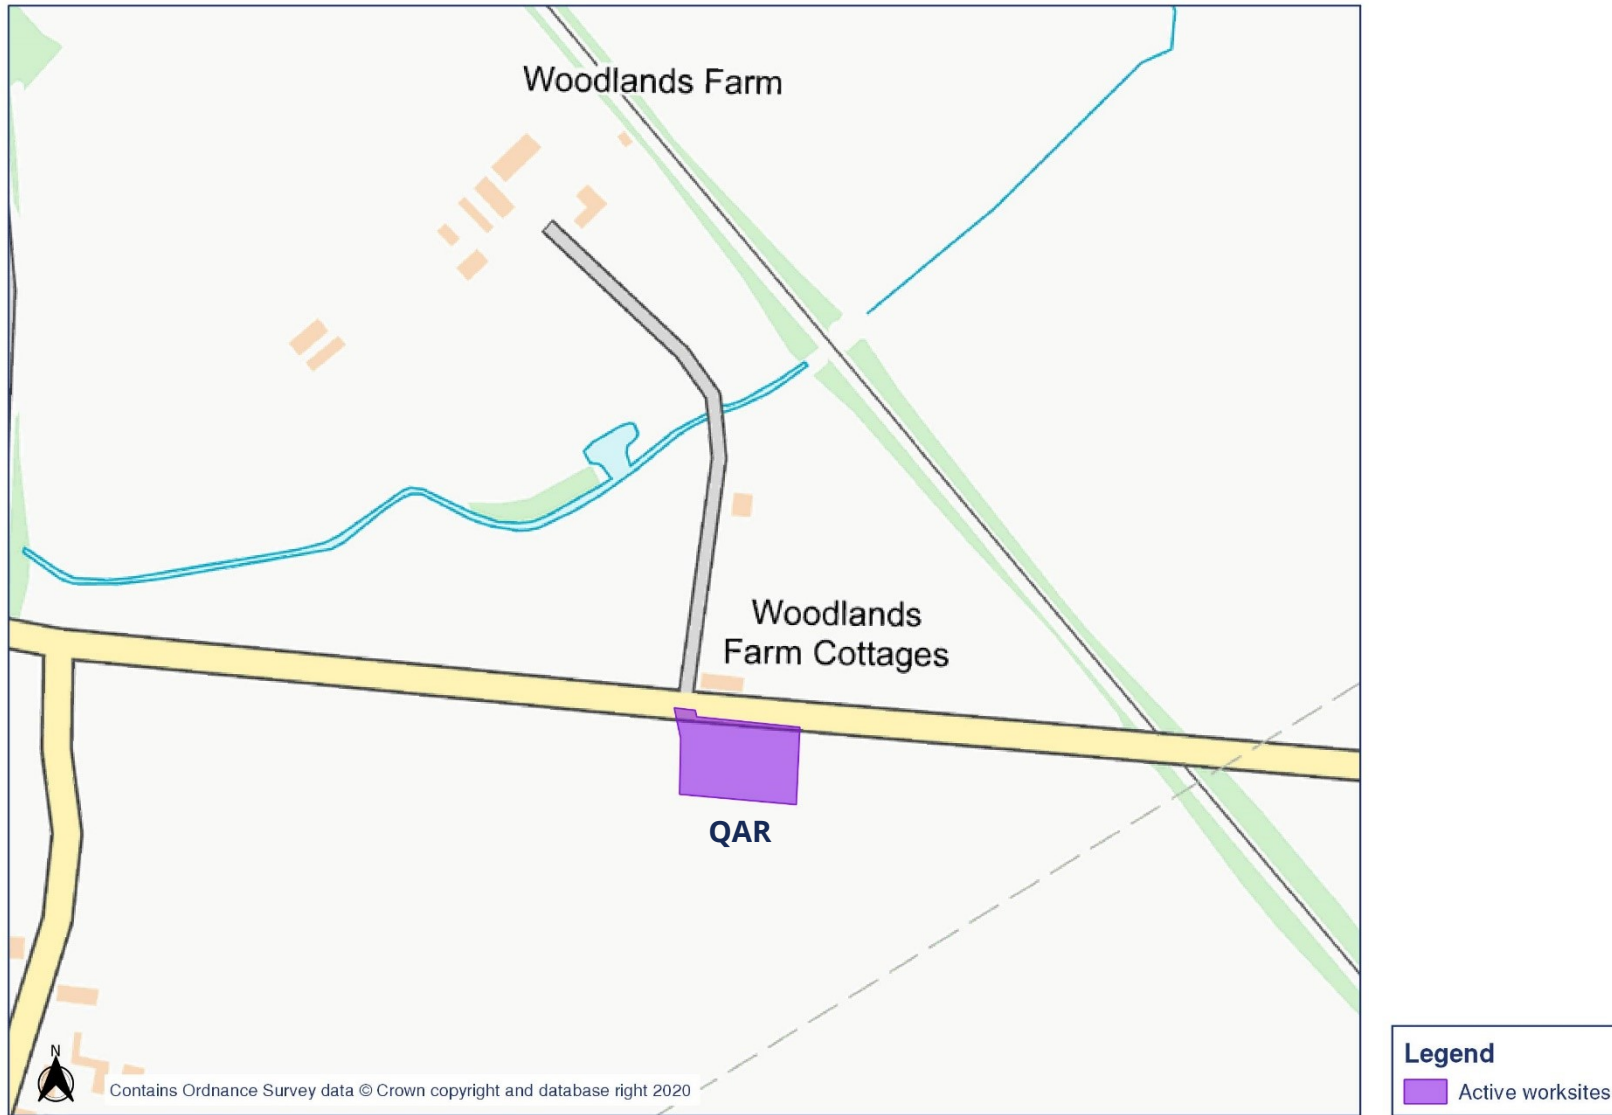 Woodlands Farm
Woodlands
Farm Cottages
QAR
N
Contains Ordnance Survey data © Crown copyright and database right 2020
Legend
Active worksites